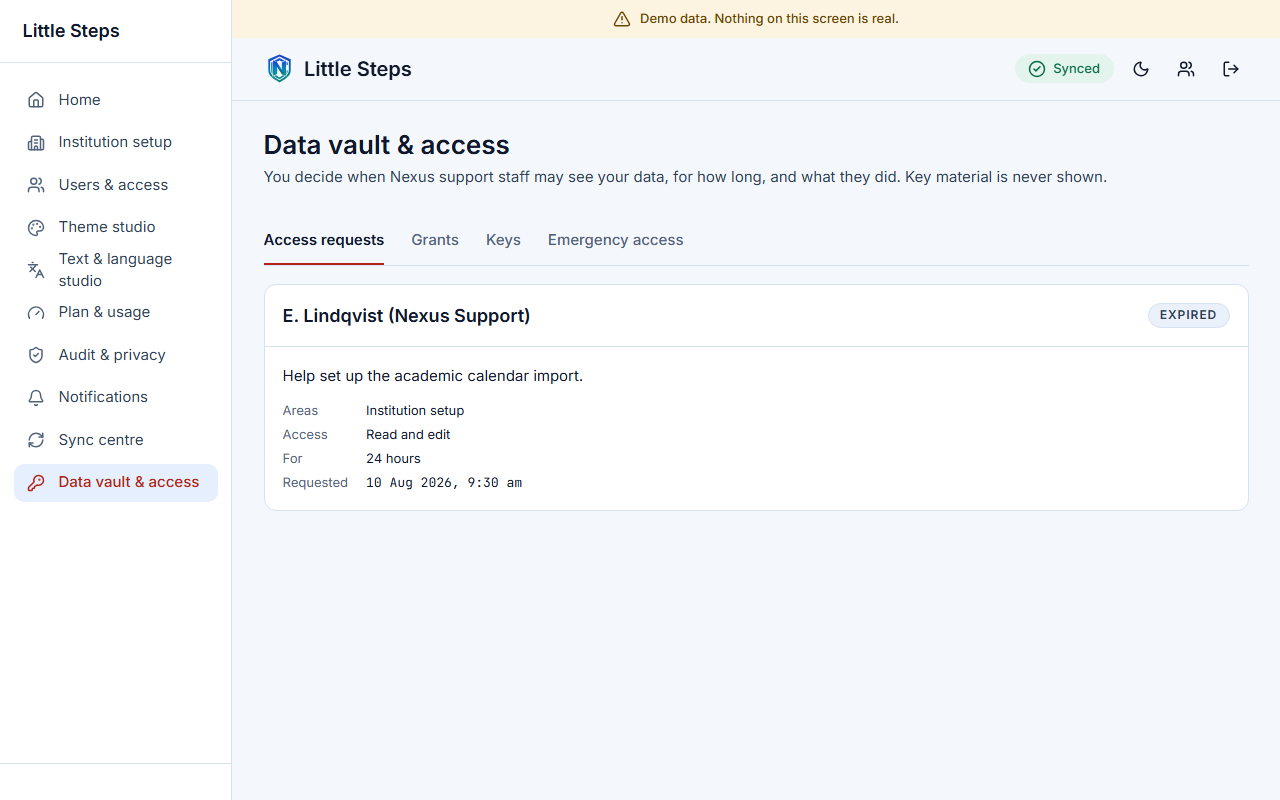 Little Steps
Demo data. Nothing on this screen is real.
Little Steps
Synced
Home
Institution setup
Users & access
Theme studio
Text & language
studio
Plan & usage
Audit & privacy
Notifications
Sync centre
Data vault & access
Data vault & access
You decide when Nexus support staff may see your data, for how long, and what they did. Key material is never shown.
Access requests
Grants
Keys
Emergency access
E. Lindqvist (Nexus Support)
EXPIRED
Help set up the academic calendar import.
Areas Institution setup
Access Read and edit
For 24 hours
Requested 10 Aug 2026, 9:30 am